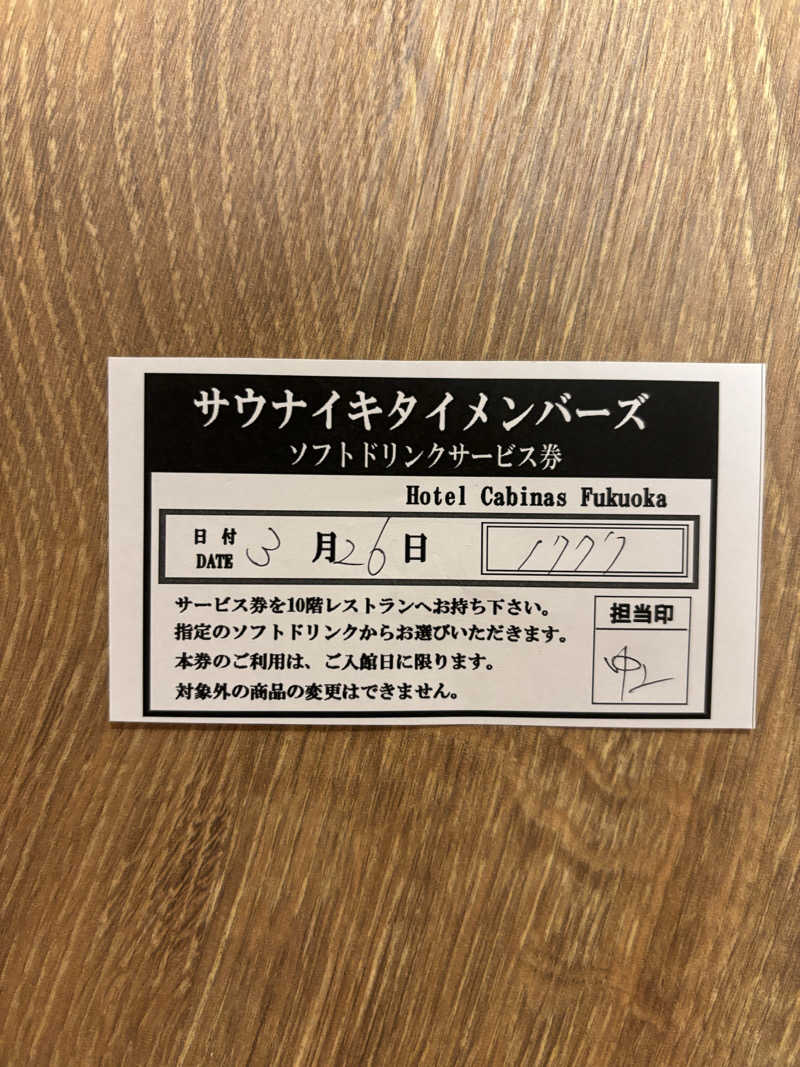 サウナイキタイメンバーズ
ソフトドリンクサービス券
Hotel Cabinas Fukuoka
日付 3月26日 1777
DATE
サービス券を10階レストランへお持ち下さい。
指定のソフトドリンクからお選びいただきます。
本券のご利用は、ご入館日に限ります。
対象外の商品の変更はできません。
担当印